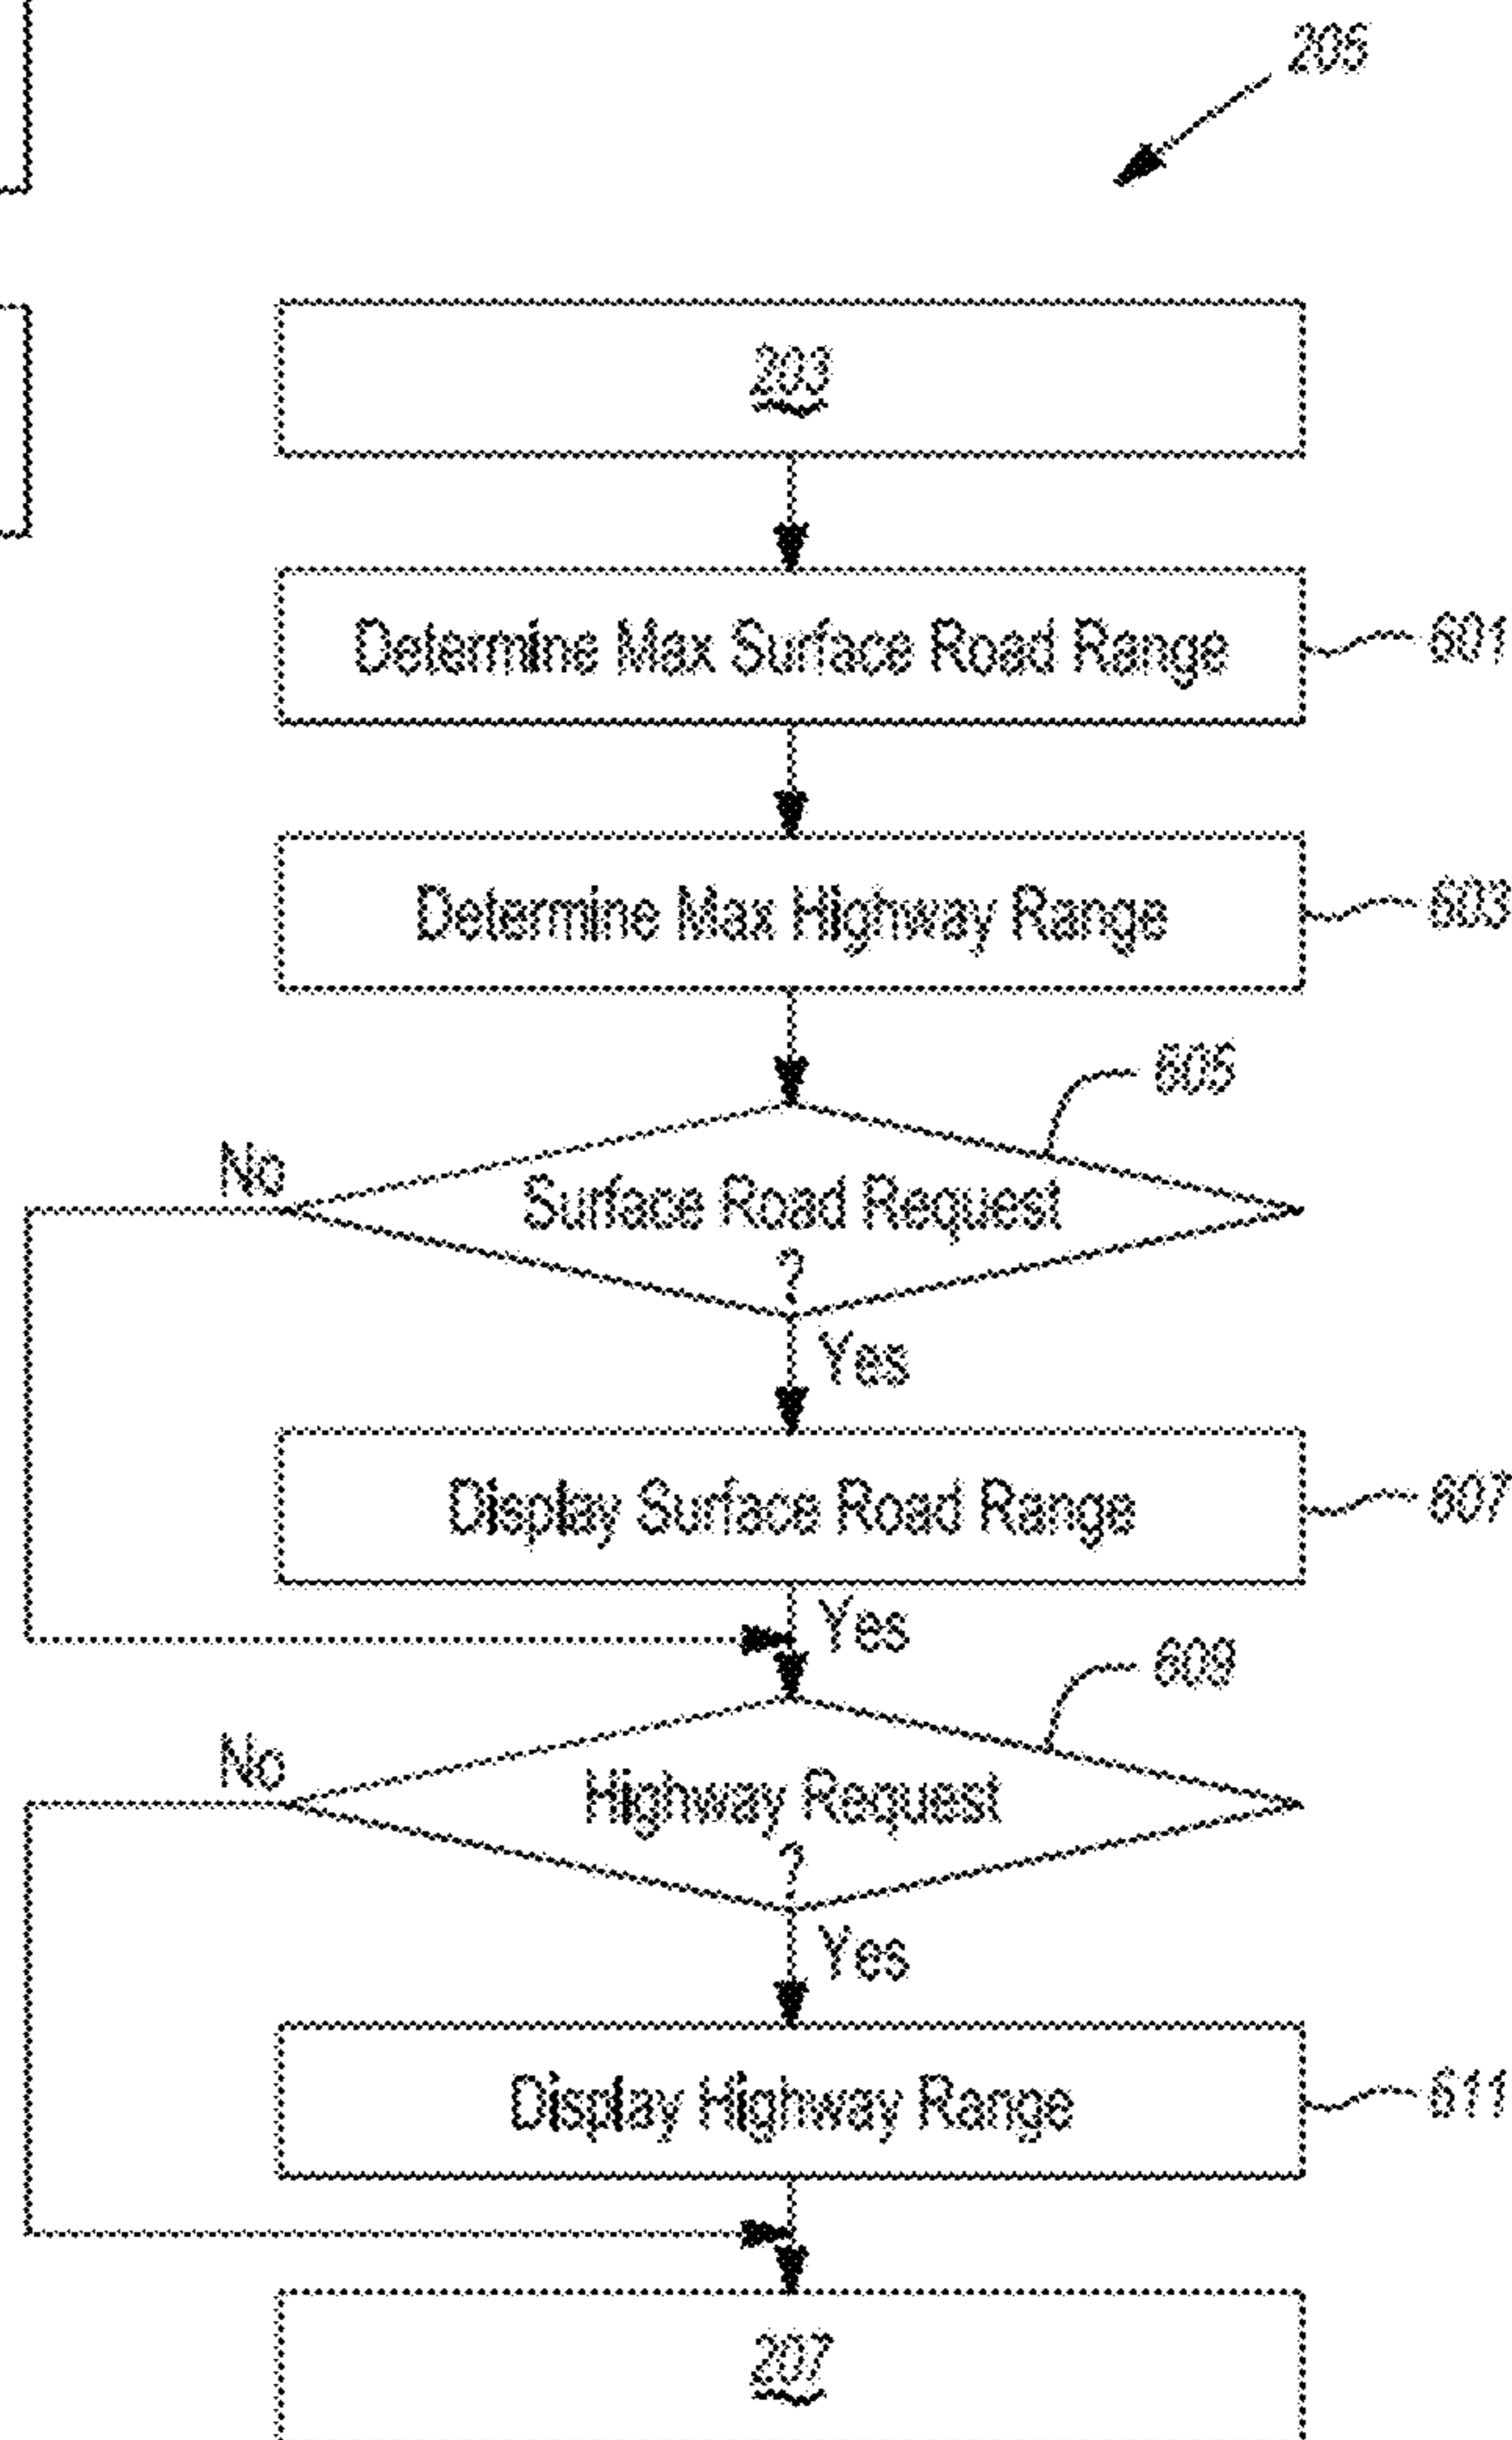 205
203
Determine Max Surface Road Range
601
Determine Max Highway Range
603
605
No
Surface Road Request
?
Yes
Display Surface Road Range
607
Yes
609
No
Highway Request
?
Yes
Display Highway Range
611
207